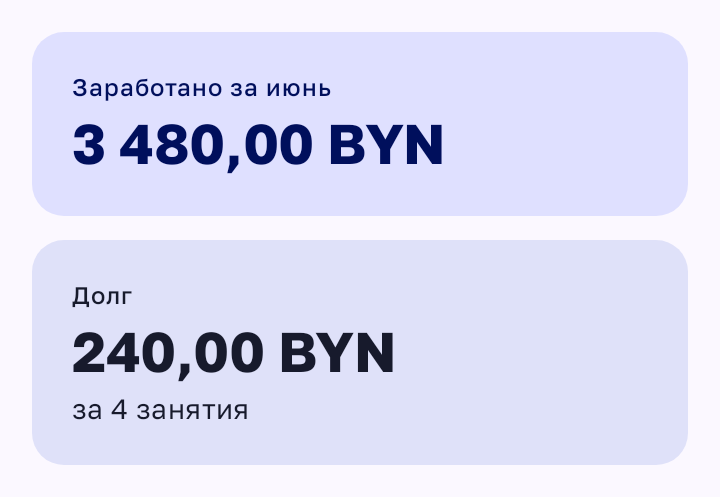 Заработано за июнь
3 480,00 BYN
Долг
240,00 BYN
за 4 занятия